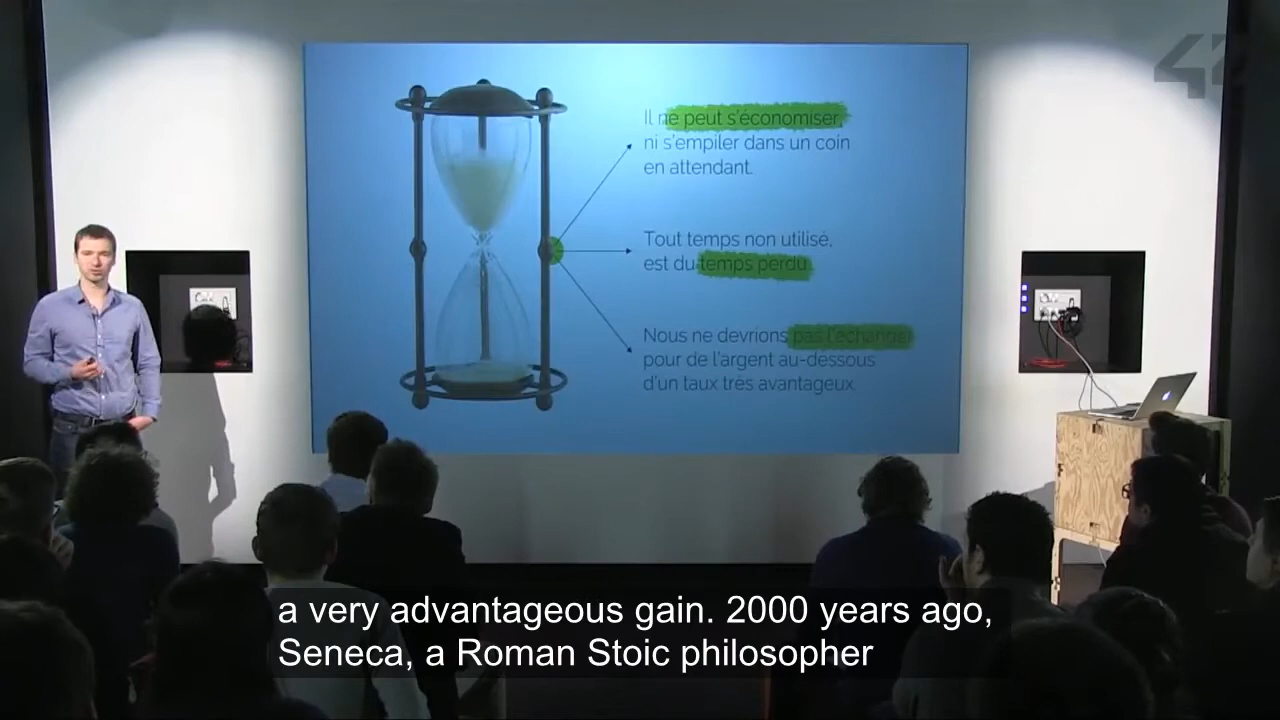 42
Il ne peut s'économiser,
ni s'empiler dans un coin
en attendant.
Tout temps non utilisé,
est du temps perdu.
Nous ne devrions pas l'échanger
pour de l'argent au-dessous
d'un taux très avantageux.
a very advantageous gain. 2000 years ago,
Seneca, a Roman Stoic philosopher